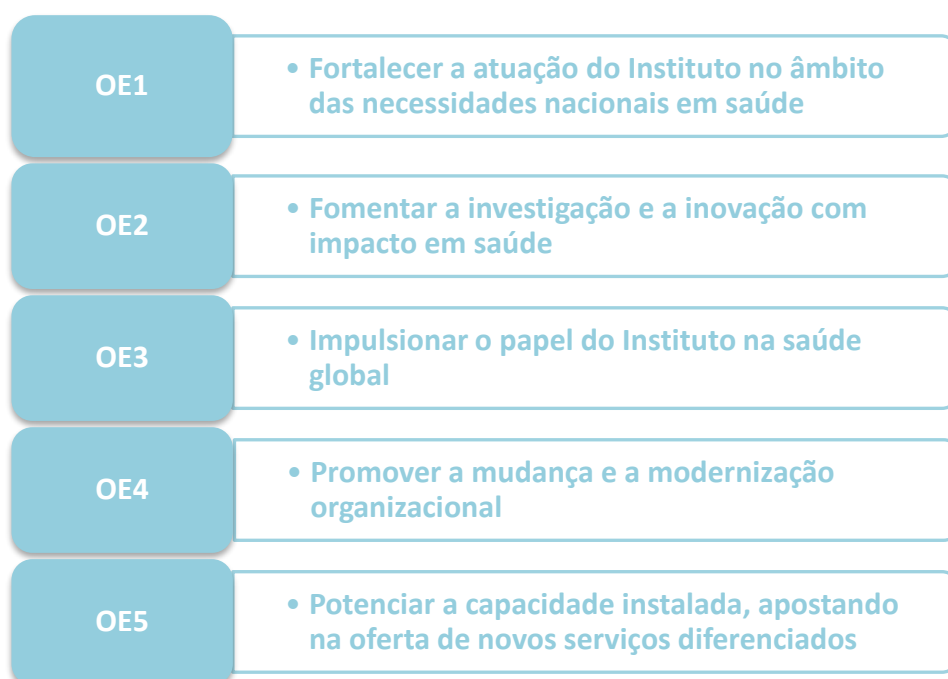 OE1
• Fortalecer a atuação do Instituto no âmbito
das necessidades nacionais em saúde
OE2
• Fomentar a investigação e a inovação com
impacto em saúde
OE3
• Impulsionar o papel do Instituto na saúde
global
OE4
• Promover a mudança e a modernização
organizacional
OE5
• Potenciar a capacidade instalada, apostando
na oferta de novos serviços diferenciados